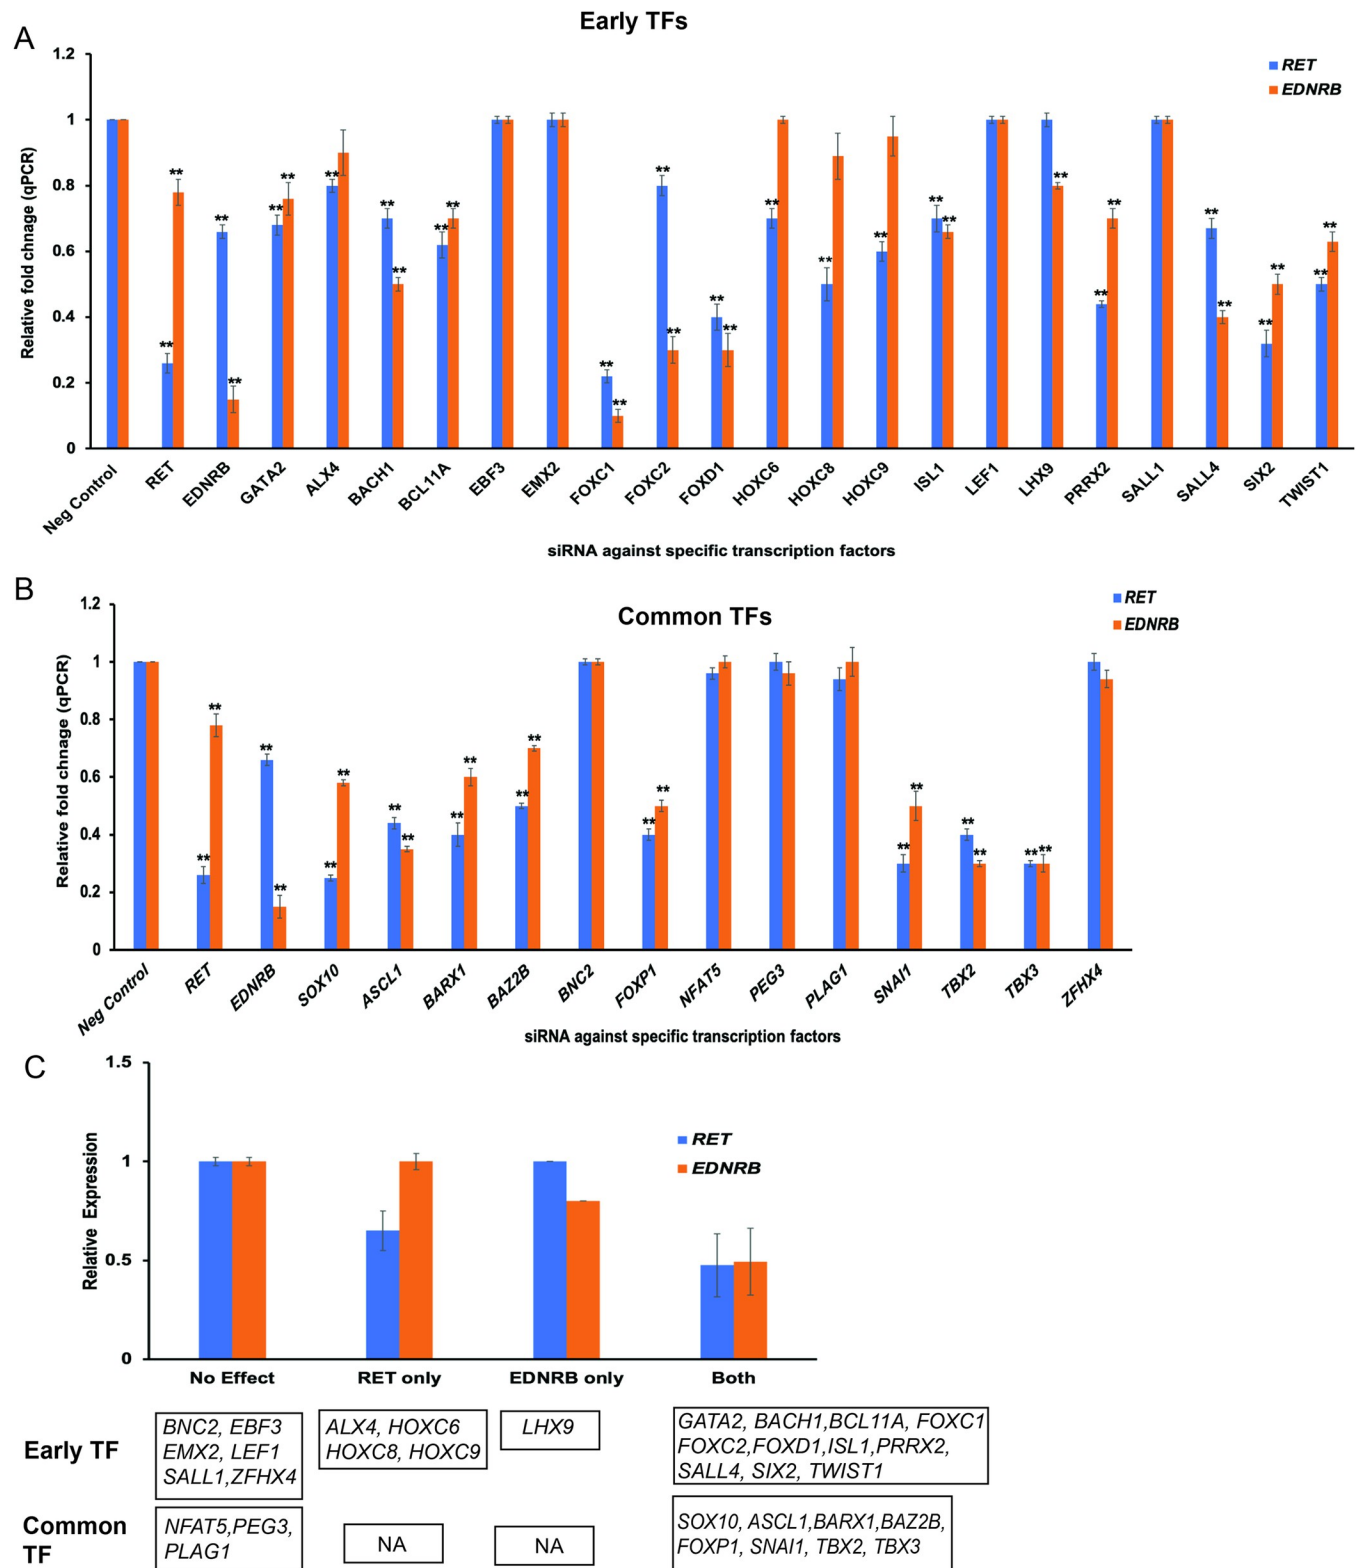 Early TFs
A
1.2
RET
EDNRB
1
0.8
0.6
0.4
0.2
0
Relative fold chnage (qPCR)
** ** ** ** ** ** ** ** ** ** ** ** ** ** ** ** ** ** ** ** ** ** ** ** ** ** ** ** ** ** ** **
Neg Control
RET
EDNRB
GATA2
ALX4
BACH1
BCL11A
EBF3
EMX2
FOXC1
FOXC2
FOXD1
HOXC6
HOXC8
HOXC9
ISL1
LEF1
LHX9
PRRX2
SALL1
SALL4
SIX2
TWIST1
siRNA against specific transcription factors
B
Common TFs
RET
EDNRB
1.2
1
0.8
0.6
0.4
0.2
0
Relative fold chnage (qPCR)
** ** ** ** ** ** ** ** ** ** ** ** ** ** ** ** ** ** ** **
Neg Control
RET
EDNRB
SOX10
ASCL1
BARX1
BAZ2B
BNC2
FOXP1
NFAT5
PEG3
PLAG1
SNAI1
TBX2
TBX3
ZFHX4
siRNA against specific transcription factors
C
1.5
1
0.5
0
Relative Expression
RET
EDNRB
No Effect
RET only
EDNRB only
Both
Early TF
BNC2, EBF3
EMX2, LEF1
SALL1,ZFHX4
ALX4, HOXC6
HOXC8, HOXC9
LHX9
GATA2, BACH1,BCL11A, FOXC1
FOXC2,FOXD1,ISL1,PRRX2,
SALL4, SIX2, TWIST1
Common
TF
NFAT5,PEG3,
PLAG1
NA
NA
SOX10, ASCL1,BARX1,BAZ2B,
FOXP1, SNAI1, TBX2, TBX3